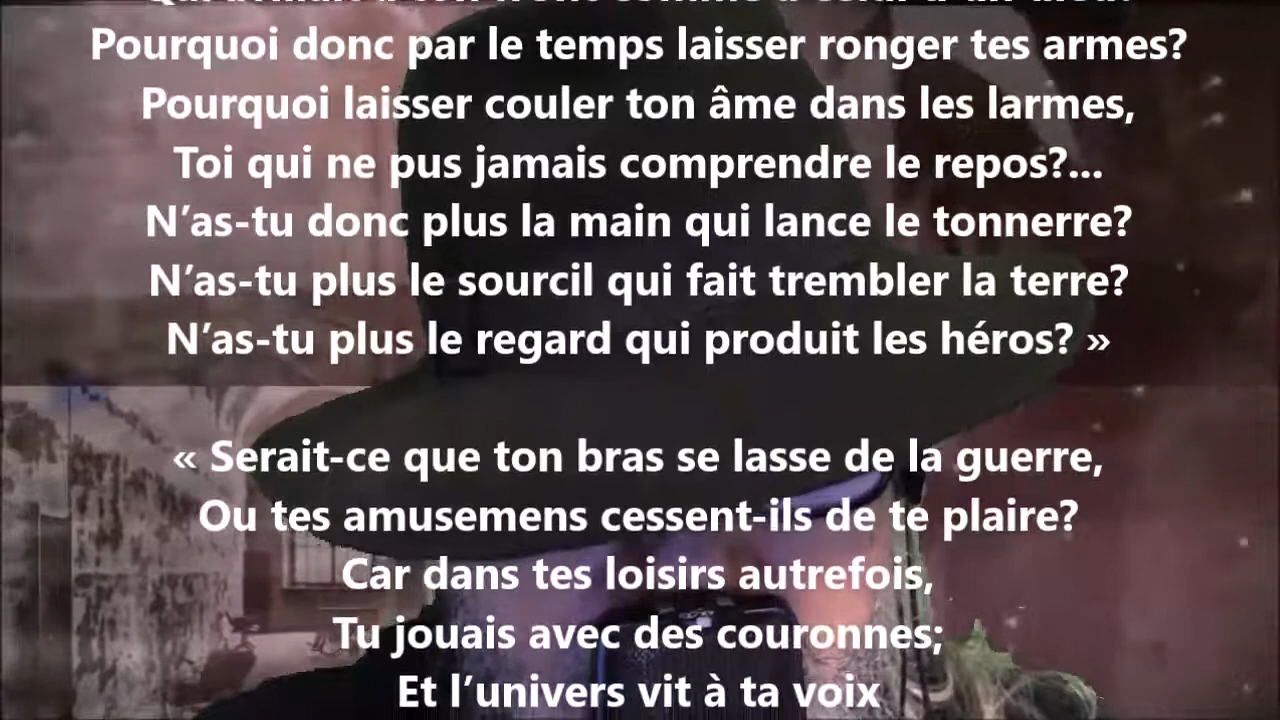 Pourquoi donc par le temps laisser ronger tes armes?
Pourquoi laisser couler ton âme dans les larmes,
Toi qui ne pus jamais comprendre le repos?...
N’as-tu donc plus la main qui lance le tonnerre?
N’as-tu plus le sourcil qui fait trembler la terre?
N’as-tu plus le regard qui produit les héros? »
« Serait-ce que ton bras se lasse de la guerre,
Ou tes amusemens cessent-ils de te plaire?
Car dans tes loisirs autrefois,
Tu jouais avec des couronnes;
Et l’univers vit à ta voix